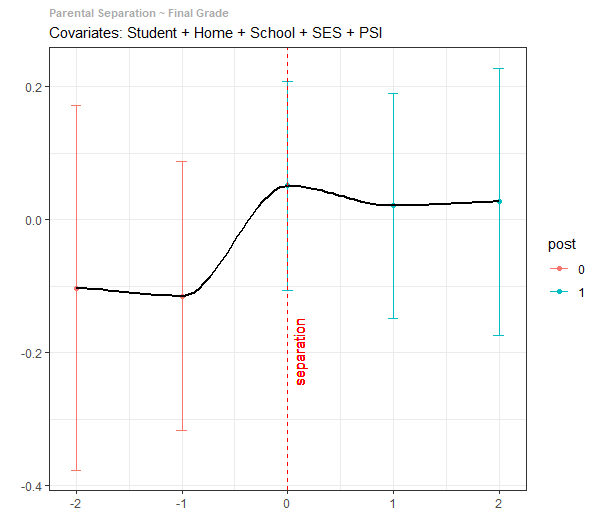 Parental Separation ~ Final Grade
Covariates: Student + Home + School + SES + PSI
0.2
0.0
-0.2
-0.4
separation
-2
-1
0
1
2
post
0
1